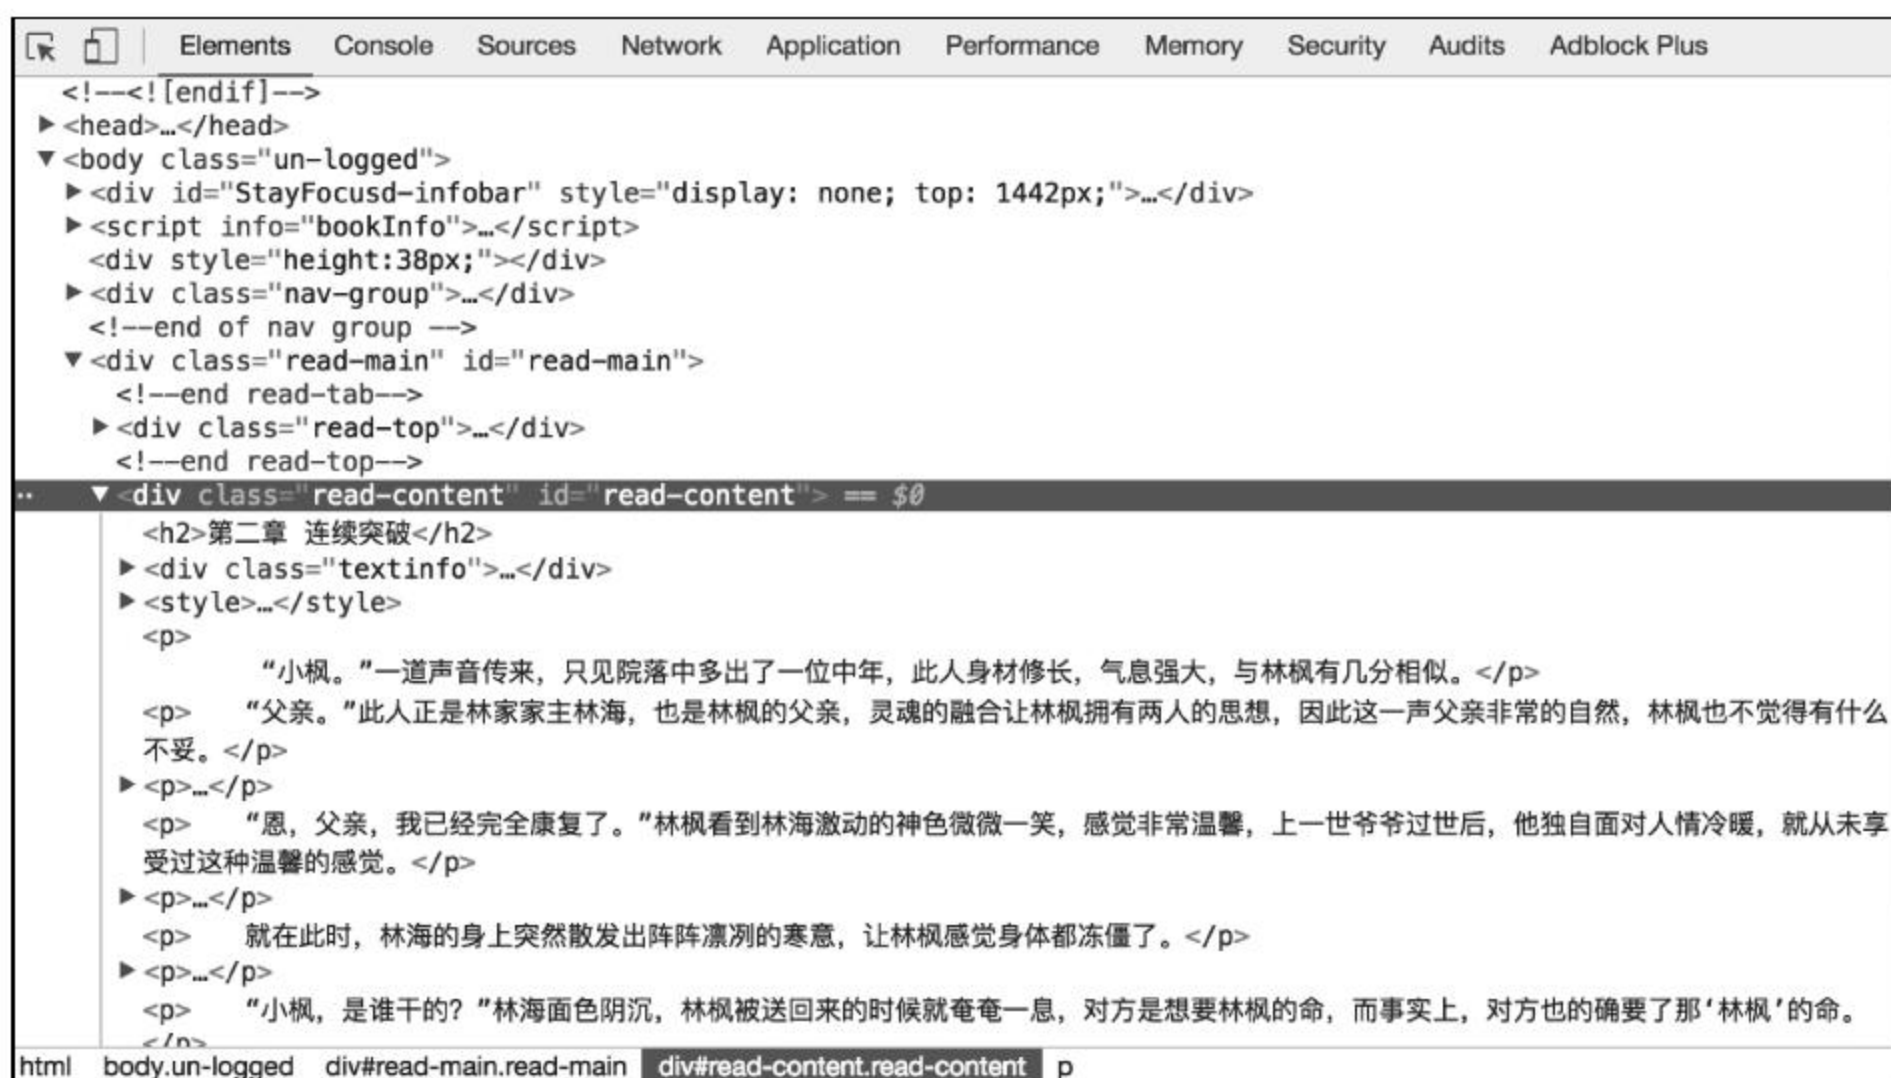 Elements Console Sources Network Application Performance Memory Security Audits Adblock Plus
<!--<![endif]-->
▶<head>…</head>
▼<body class="un-logged">
▶<div id="StayFocusd-infobar" style="display: none; top: 1442px;">…</div>
▶<script info="bookInfo">…</script>
<div style="height:38px;"></div>
▶<div class="nav-group">…</div>
<!--end of nav group -->
▼<div class="read-main" id="read-main">
<!--end read-tab-->
▶<div class="read-top">…</div>
<!--end read-top-->
▼<div class="read-content" id="read-content"> == $0
<h2>第二章 连续突破</h2>
▶<div class="textinfo">…</div>
▶<style>…</style>
<p>
“小枫。”一道声音传来，只见院落中多出了一位中年，此人身材修长，气息强大，与林枫有几分相似。</p>
<p> “父亲。”此人正是林家家主林海，也是林枫的父亲，灵魂的融合让林枫拥有两人的思想，因此这一声父亲非常的自然，林枫也不觉得有什么
不妥。</p>
▶<p>…</p>
<p> “恩，父亲，我已经完全康复了。”林枫看到林海激动的神色微微一笑，感觉非常温馨，上一世爷爷过世后，他独自面对人情冷暖，就从未享
受过这种温馨的感觉。</p>
▶<p>…</p>
<p> 就在此时，林海的身上突然散发出阵阵凛冽的寒意，让林枫感觉身体都冻僵了。</p>
▶<p>…</p>
<p> “小枫，是谁干的？”林海面色阴沉，林枫被送回来的时候就奄奄一息，对方是想要林枫的命，而事实上，对方也的确要了那‘林枫’的命。
</p>
html body.un-logged div#read-main.read-main div#read-content.read-content p